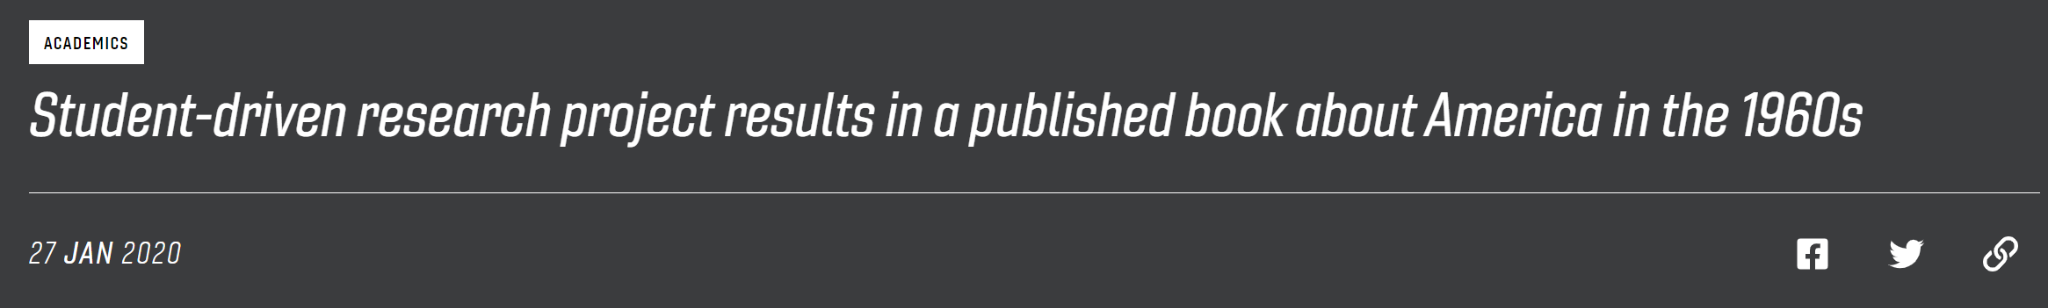 ACADEMICS
Student-driven research project results in a published book about America in the 1960s
27 JAN 2020